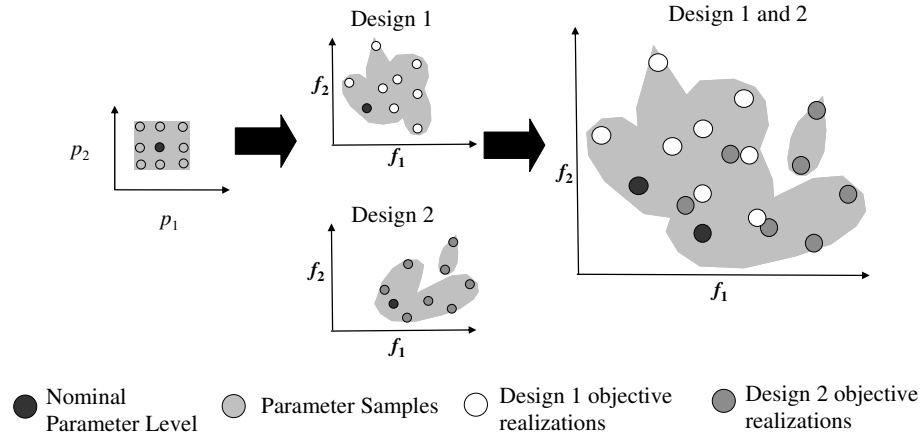 Design 1
Design 1 and 2
f2
f1
p2
p1
f2
f1
Design 2
f2
f1
Nominal
Parameter Level
Parameter Samples
Design 1 objective
realizations
Design 2 objective
realizations